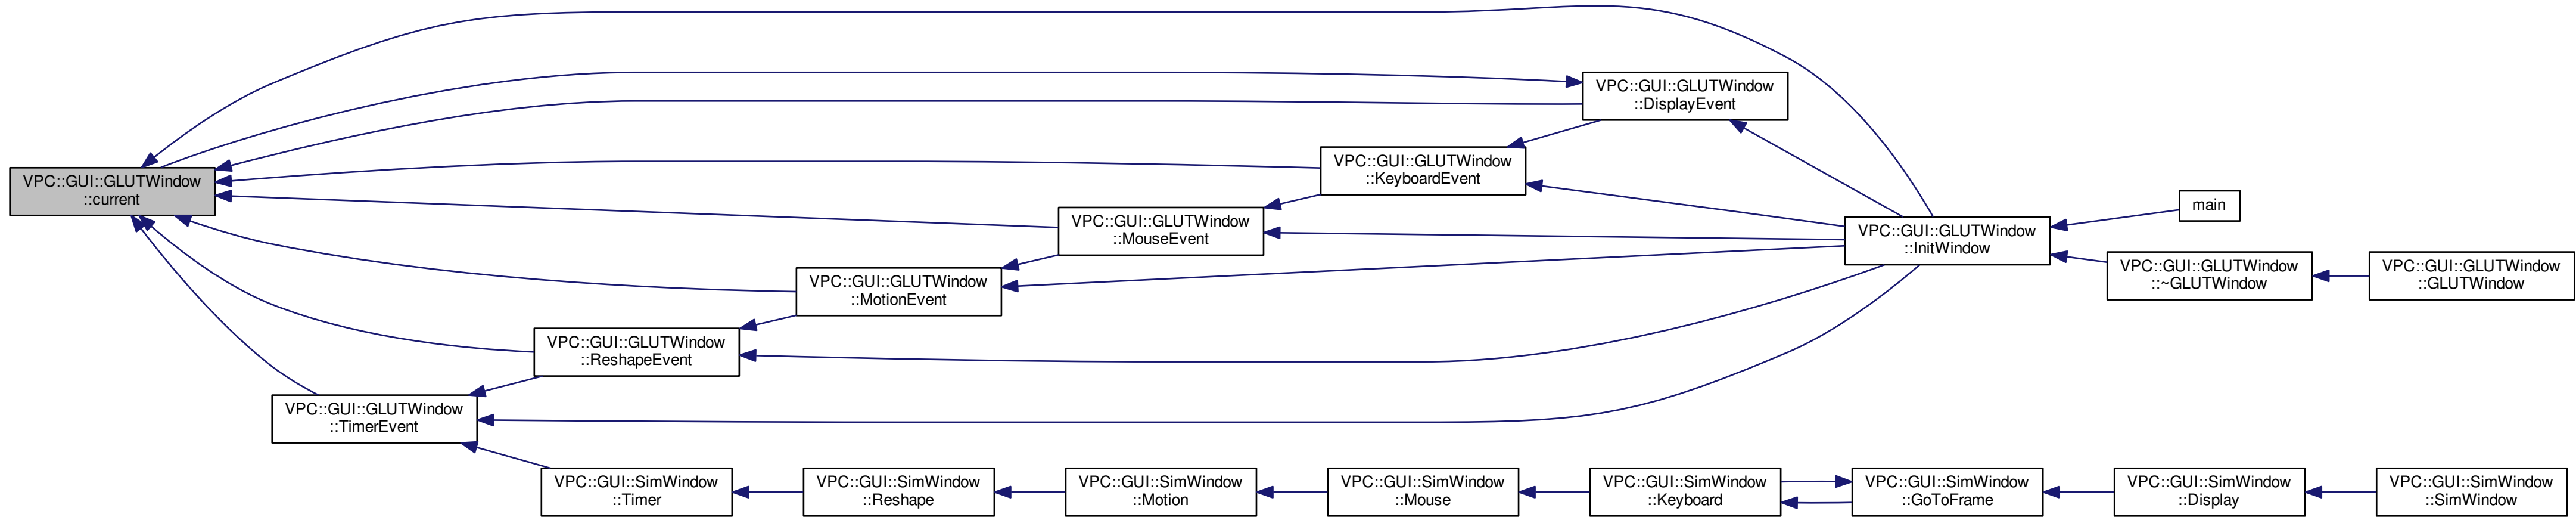 VPC::GUI::GLUTWindow
::current
VPC::GUI::GLUTWindow
::DisplayEvent
VPC::GUI::GLUTWindow
::KeyboardEvent
VPC::GUI::GLUTWindow
::MouseEvent
VPC::GUI::GLUTWindow
::MotionEvent
VPC::GUI::GLUTWindow
::ReshapeEvent
VPC::GUI::GLUTWindow
::TimerEvent
VPC::GUI::GLUTWindow
::InitWindow
main
VPC::GUI::GLUTWindow
::~GLUTWindow
VPC::GUI::GLUTWindow
::GLUTWindow
VPC::GUI::SimWindow
::Timer
VPC::GUI::SimWindow
::Reshape
VPC::GUI::SimWindow
::Motion
VPC::GUI::SimWindow
::Mouse
VPC::GUI::SimWindow
::Keyboard
VPC::GUI::SimWindow
::GoToFrame
VPC::GUI::SimWindow
::Display
VPC::GUI::SimWindow
::SimWindow